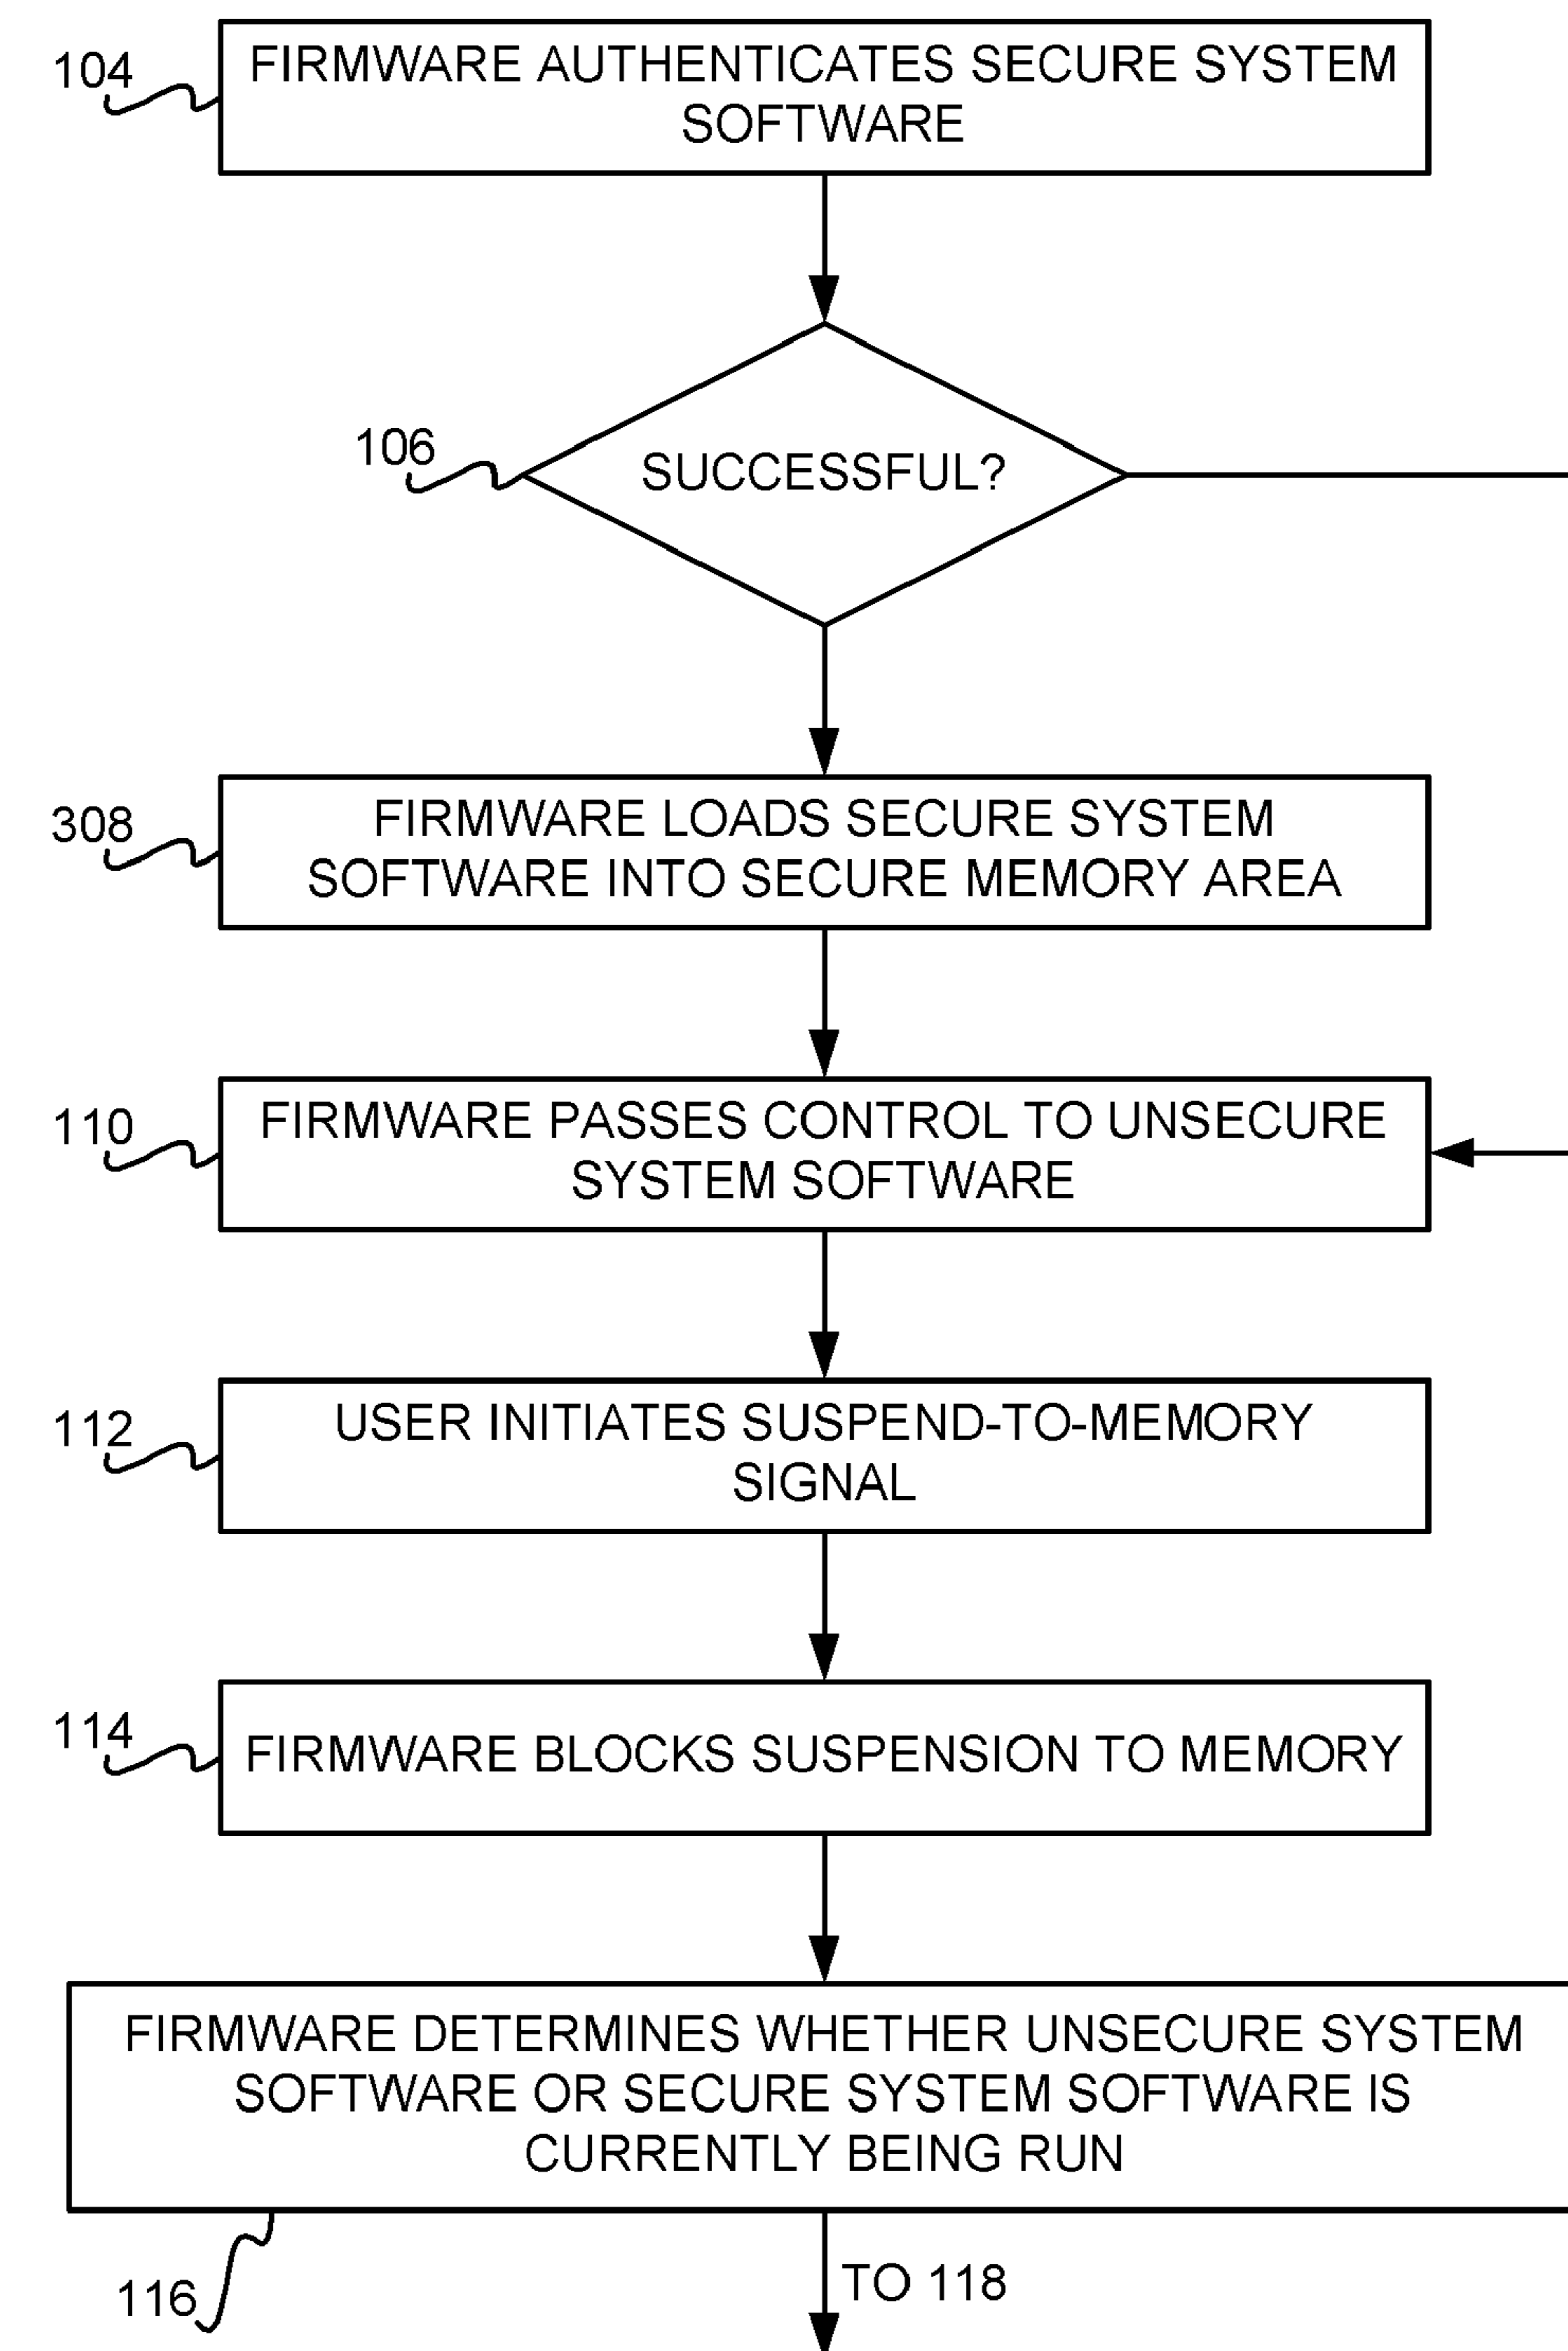 104
FIRMWARE AUTHENTICATES SECURE SYSTEM
SOFTWARE
106
SUCCESSFUL?
308
FIRMWARE LOADS SECURE SYSTEM
SOFTWARE INTO SECURE MEMORY AREA
110
FIRMWARE PASSES CONTROL TO UNSECURE
SYSTEM SOFTWARE
112
USER INITIATES SUSPEND-TO-MEMORY
SIGNAL
114
FIRMWARE BLOCKS SUSPENSION TO MEMORY
FIRMWARE DETERMINES WHETHER UNSECURE SYSTEM
SOFTWARE OR SECURE SYSTEM SOFTWARE IS
CURRENTLY BEING RUN
116
TO 118